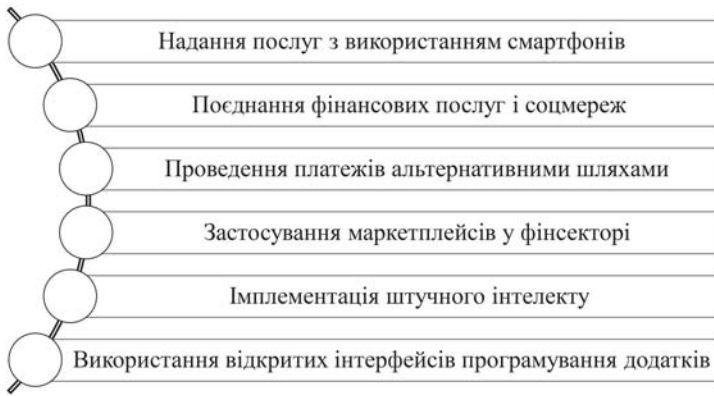 Надання послуг з використанням смартфонів
Поєднання фінансових послуг і соцмереж
Проведення платежів альтернативними шляхами
Застосування маркетплейсів у фінсекторі
Імплементація штучного інтелекту
Використання відкритих інтерфейсів програмування додатків